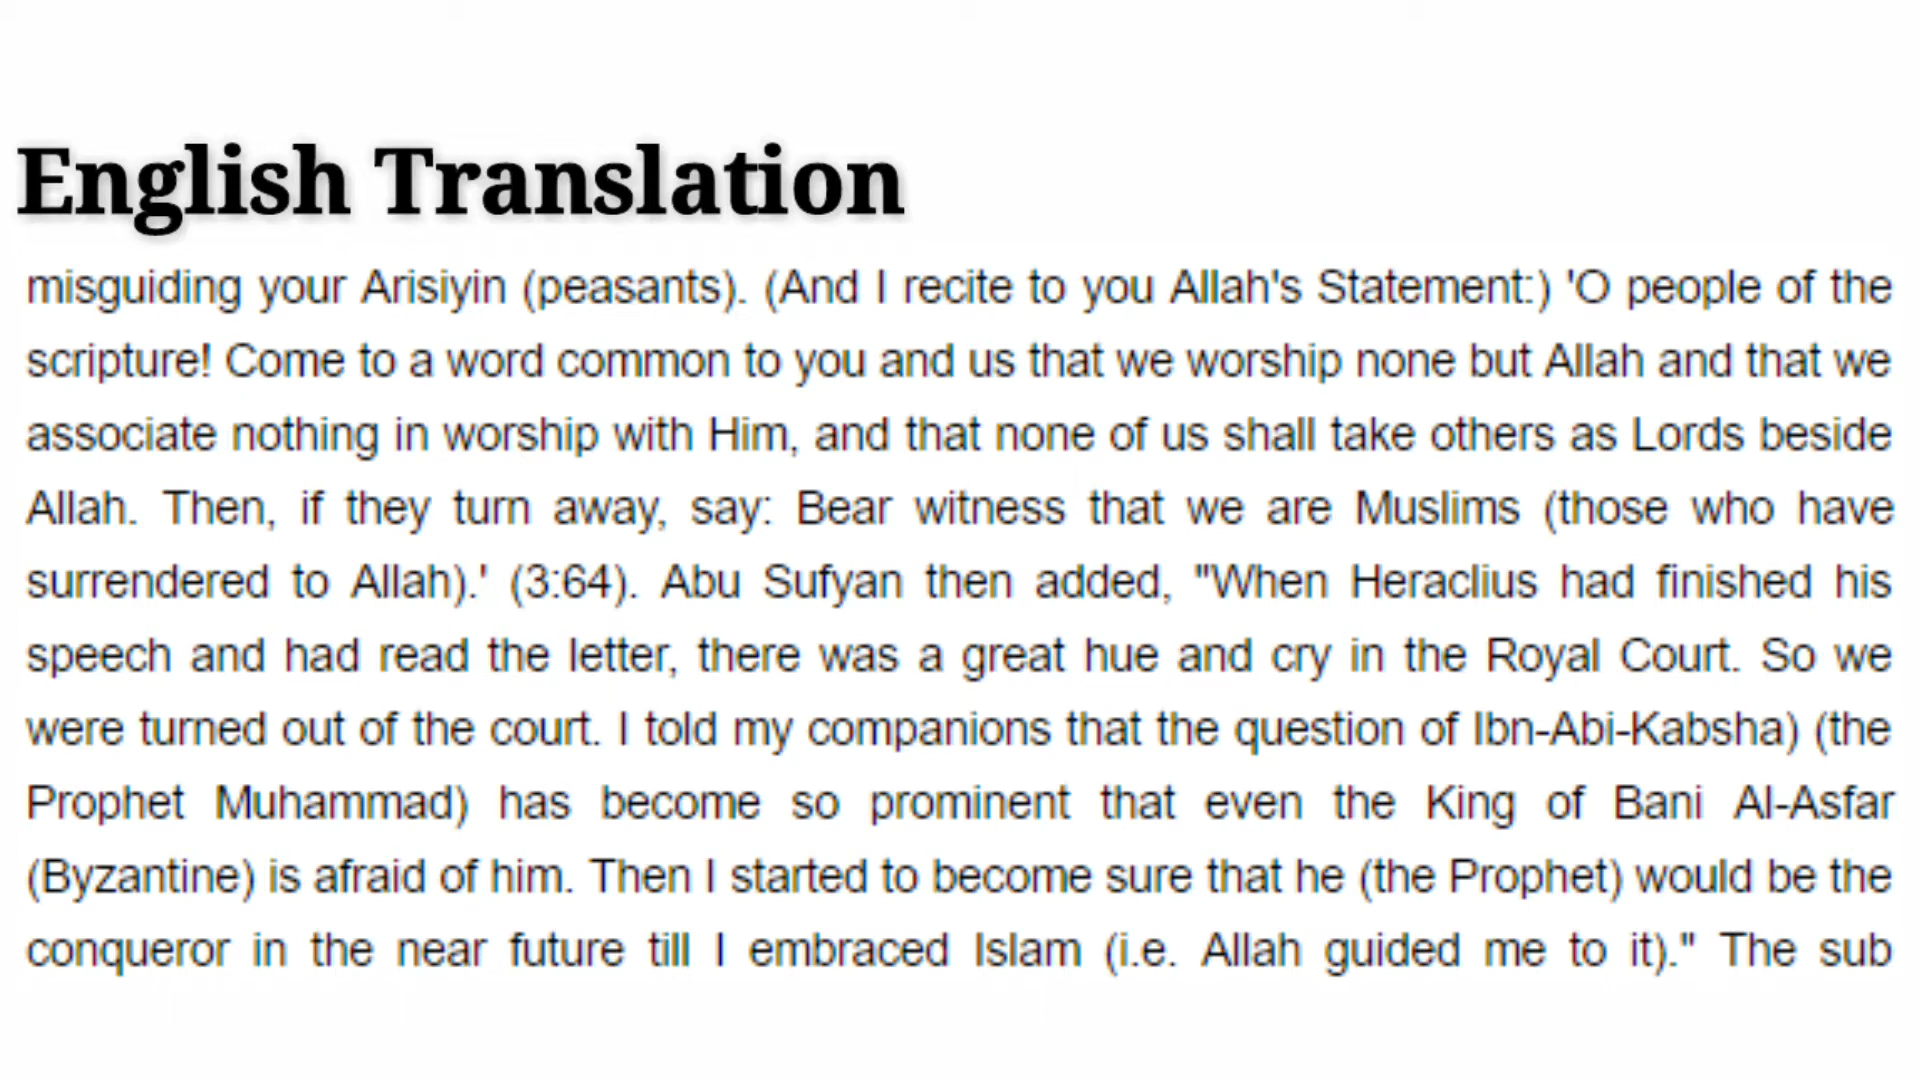 English Translation
misguiding your Arisiyin (peasants). (And I recite to you Allah's Statement:) 'O people of the
scripture! Come to a word common to you and us that we worship none but Allah and that we
associate nothing in worship with Him, and that none of us shall take others as Lords beside
Allah. Then, if they turn away, say: Bear witness that we are Muslims (those who have
surrendered to Allah).' (3:64). Abu Sufyan then added, "When Heraclius had finished his
speech and had read the letter, there was a great hue and cry in the Royal Court. So we
were turned out of the court. I told my companions that the question of Ibn-Abi-Kabsha) (the
Prophet Muhammad) has become so prominent that even the King of Bani Al-Asfar
(Byzantine) is afraid of him. Then I started to become sure that he (the Prophet) would be the
conqueror in the near future till I embraced Islam (i.e. Allah guided me to it)." The sub